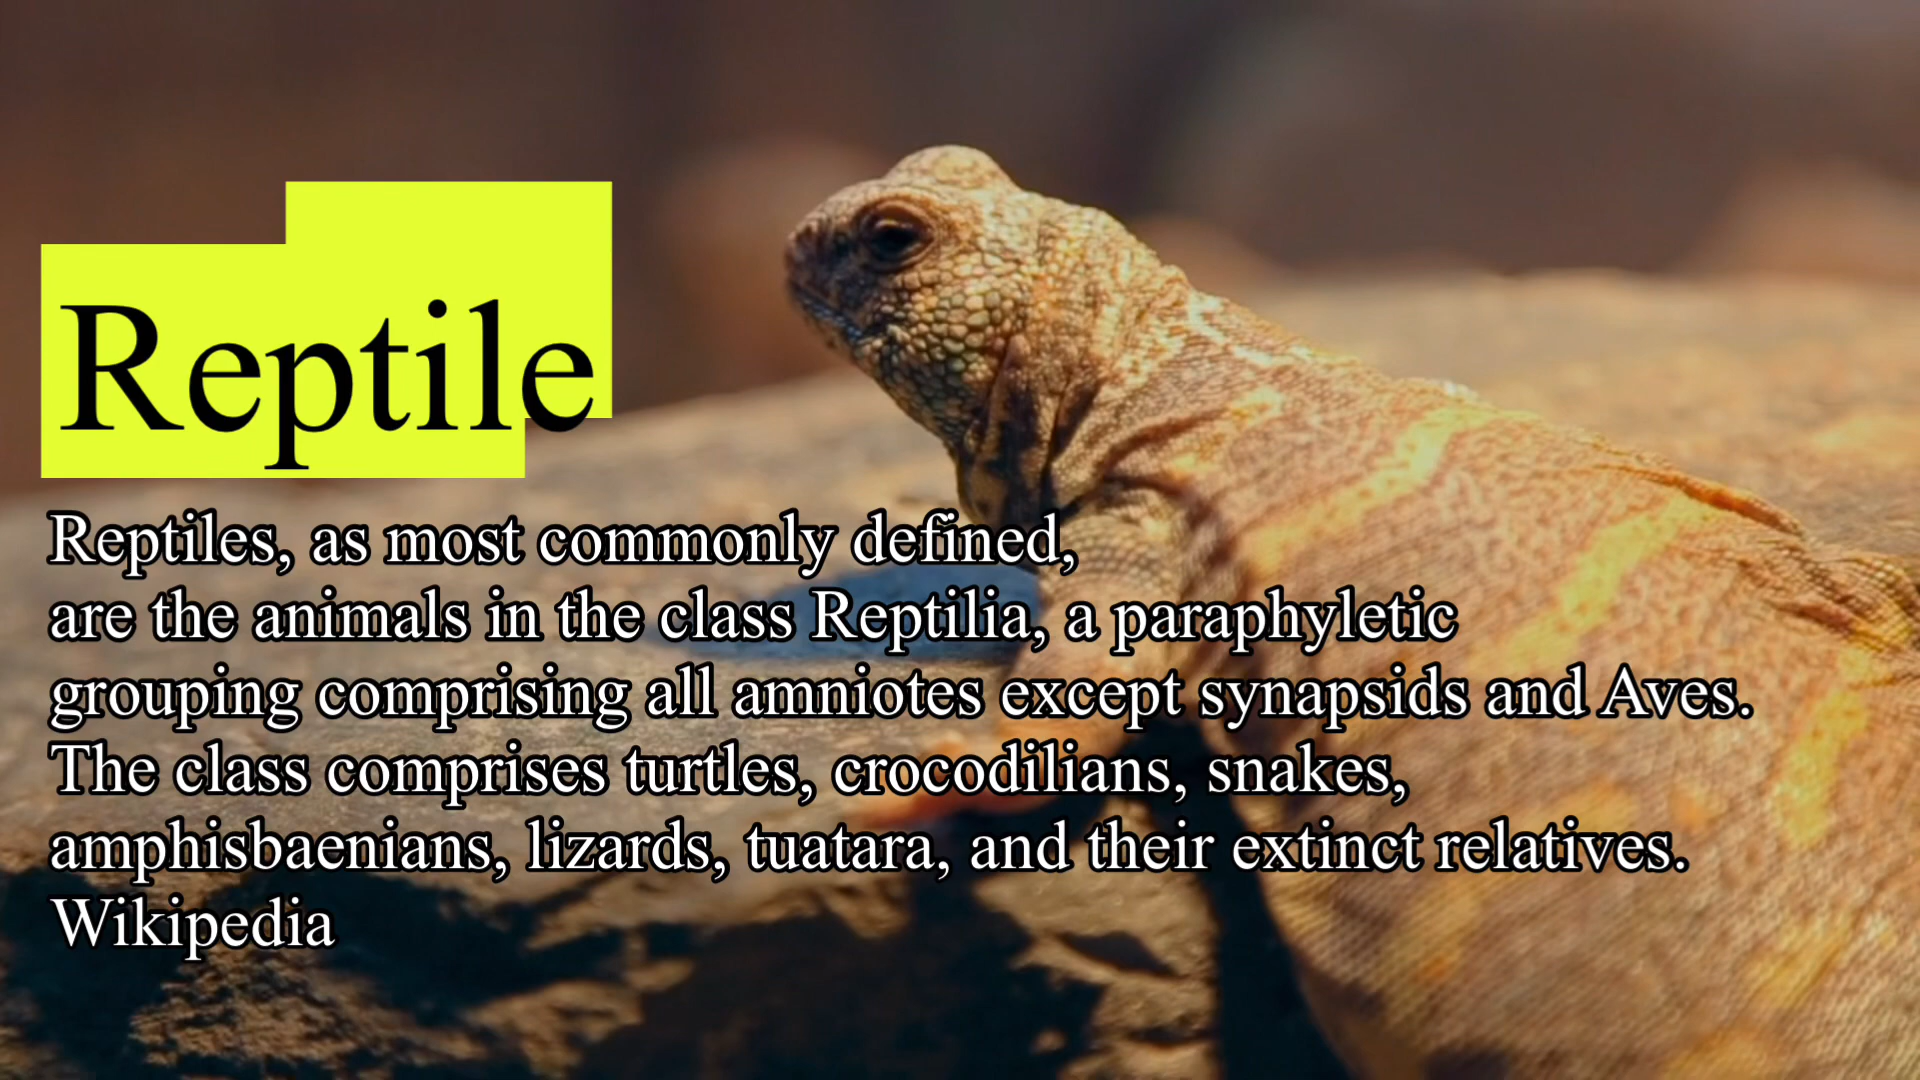 Reptile
Reptiles, as most commonly defined,
are the animals in the class Reptilia, a paraphyletic
grouping comprising all amniotes except synapsids and Aves.
The class comprises turtles, crocodilians, snakes,
amphisbaenians, lizards, tuatara, and their extinct relatives.
Wikipedia